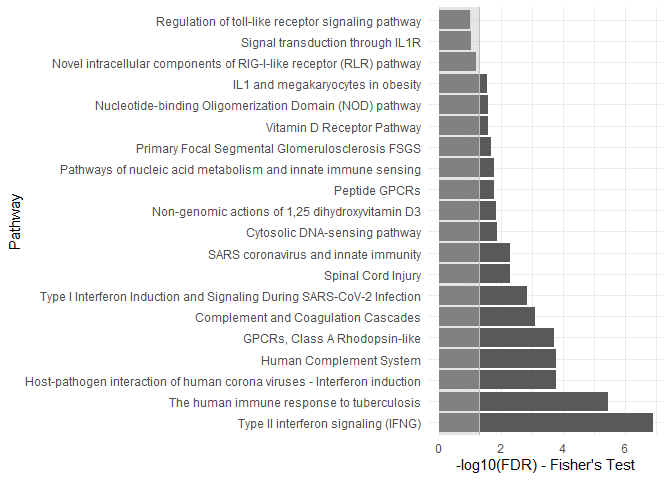 Regulation of toll-like receptor signaling pathway
Signal transduction through IL1R
Novel intracellular components of RIG-I-like receptor (RLR) pathway
IL1 and megakaryocytes in obesity
Nucleotide-binding Oligomerization Domain (NOD) pathway
Vitamin D Receptor Pathway
Primary Focal Segmental Glomerulosclerosis FSGS
Pathways of nucleic acid metabolism and innate immune sensing
Peptide GPCRs
Non-genomic actions of 1,25 dihydroxyvitamin D3
Cytosolic DNA-sensing pathway
SARS coronavirus and innate immunity
Spinal Cord Injury
Type I Interferon Induction and Signaling During SARS-CoV-2 Infection
Complement and Coagulation Cascades
GPCRs, Class A Rhodopsin-like
Human Complement System
Host-pathogen interaction of human corona viruses - Interferon induction
The human immune response to tuberculosis
Type II interferon signaling (IFNG)
Pathway
0 2 4 6
-log10(FDR) - Fisher's Test